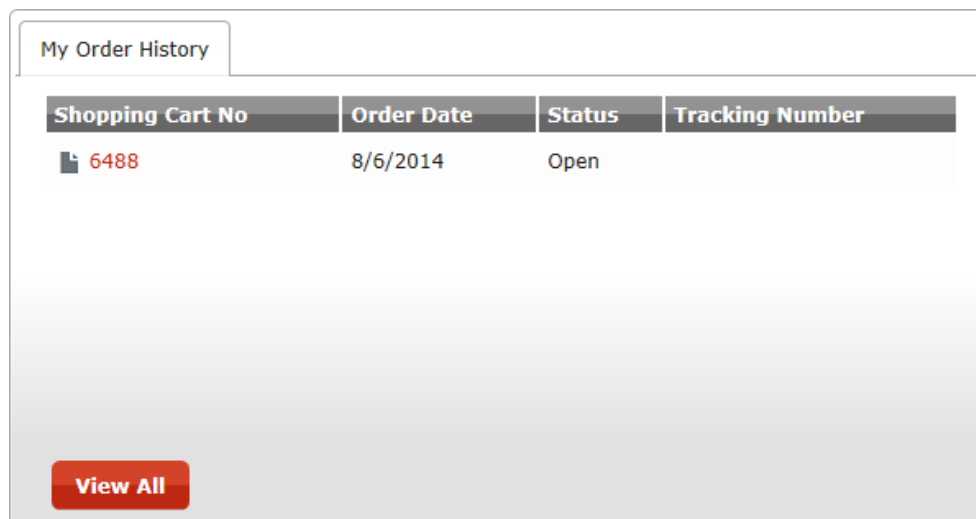 My Order History
Shopping Cart No Order Date Status Tracking Number
6488 8/6/2014 Open
View All